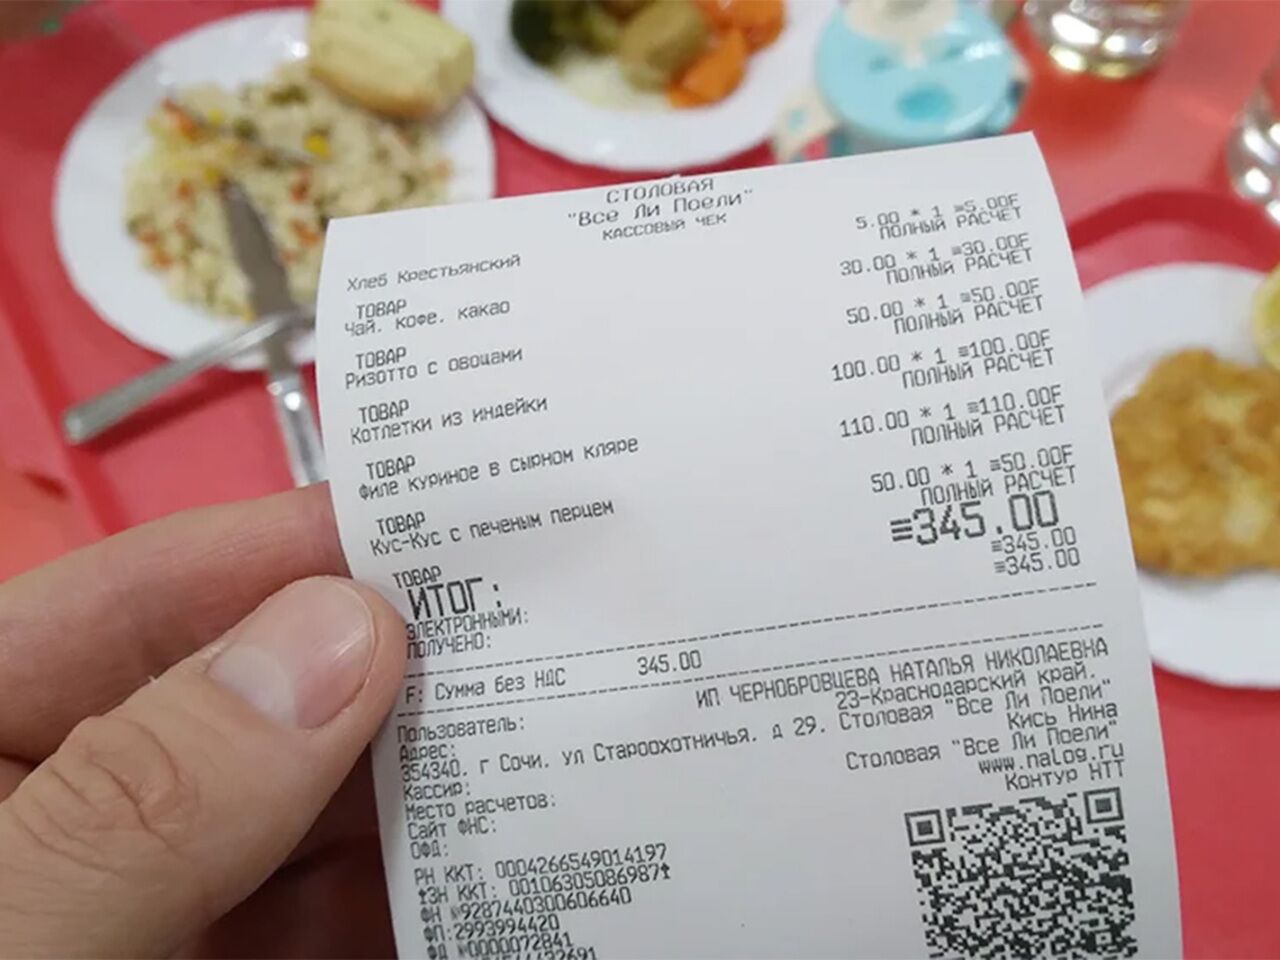 СТОЛОВАЯ
"Все Ли Поели"
КАССОВЫЙ ЧЕК
Хлеб Крестьянский
5.00 * 1 ≡5.00F
ТОВАР ПОЛНЫЙ РАСЧЕТ
Чай, кофе, какао
30.00 * 1 ≡30.00F
ТОВАР ПОЛНЫЙ РАСЧЕТ
Ризотто с овощами
50.00 * 1 ≡50.00F
ТОВАР ПОЛНЫЙ РАСЧЕТ
Котлетки из индейки
100.00 * 1 ≡100.00F
ТОВАР ПОЛНЫЙ РАСЧЕТ
Филе куриное в сырном кляре
110.00 * 1 ≡110.00F
ТОВАР ПОЛНЫЙ РАСЧЕТ
Кус-Кус с печеным перцем
50.00 * 1 ≡50.00F
ТОВАР ПОЛНЫЙ РАСЧЕТ
ИТОГ: ≡345.00
ЭЛЕКТРОННЫМИ: ≡345.00
ПОЛУЧЕНО: ≡345.00
F: Сумма без НДС 345.00
Пользователь: ИП ЧЕРНОБРОВЦЕВА НАТАЛЬЯ НИКОЛАЕВНА
Адрес: 23-Краснодарский край,
354340, г Сочи, ул Староохотничья, д 29, Столовая "Все Ли Поели"
Кассир: Кись Нина
Место расчетов: Столовая "Все Ли Поели"
Сайт ФНС: www.nalog.ru
ОФД: Контур НТТ
РН ККТ: 0004266549014197
ЗН ККТ: 00106305086987
ФН №9287440300606640
ФП:2993994420
ФД №0000072841